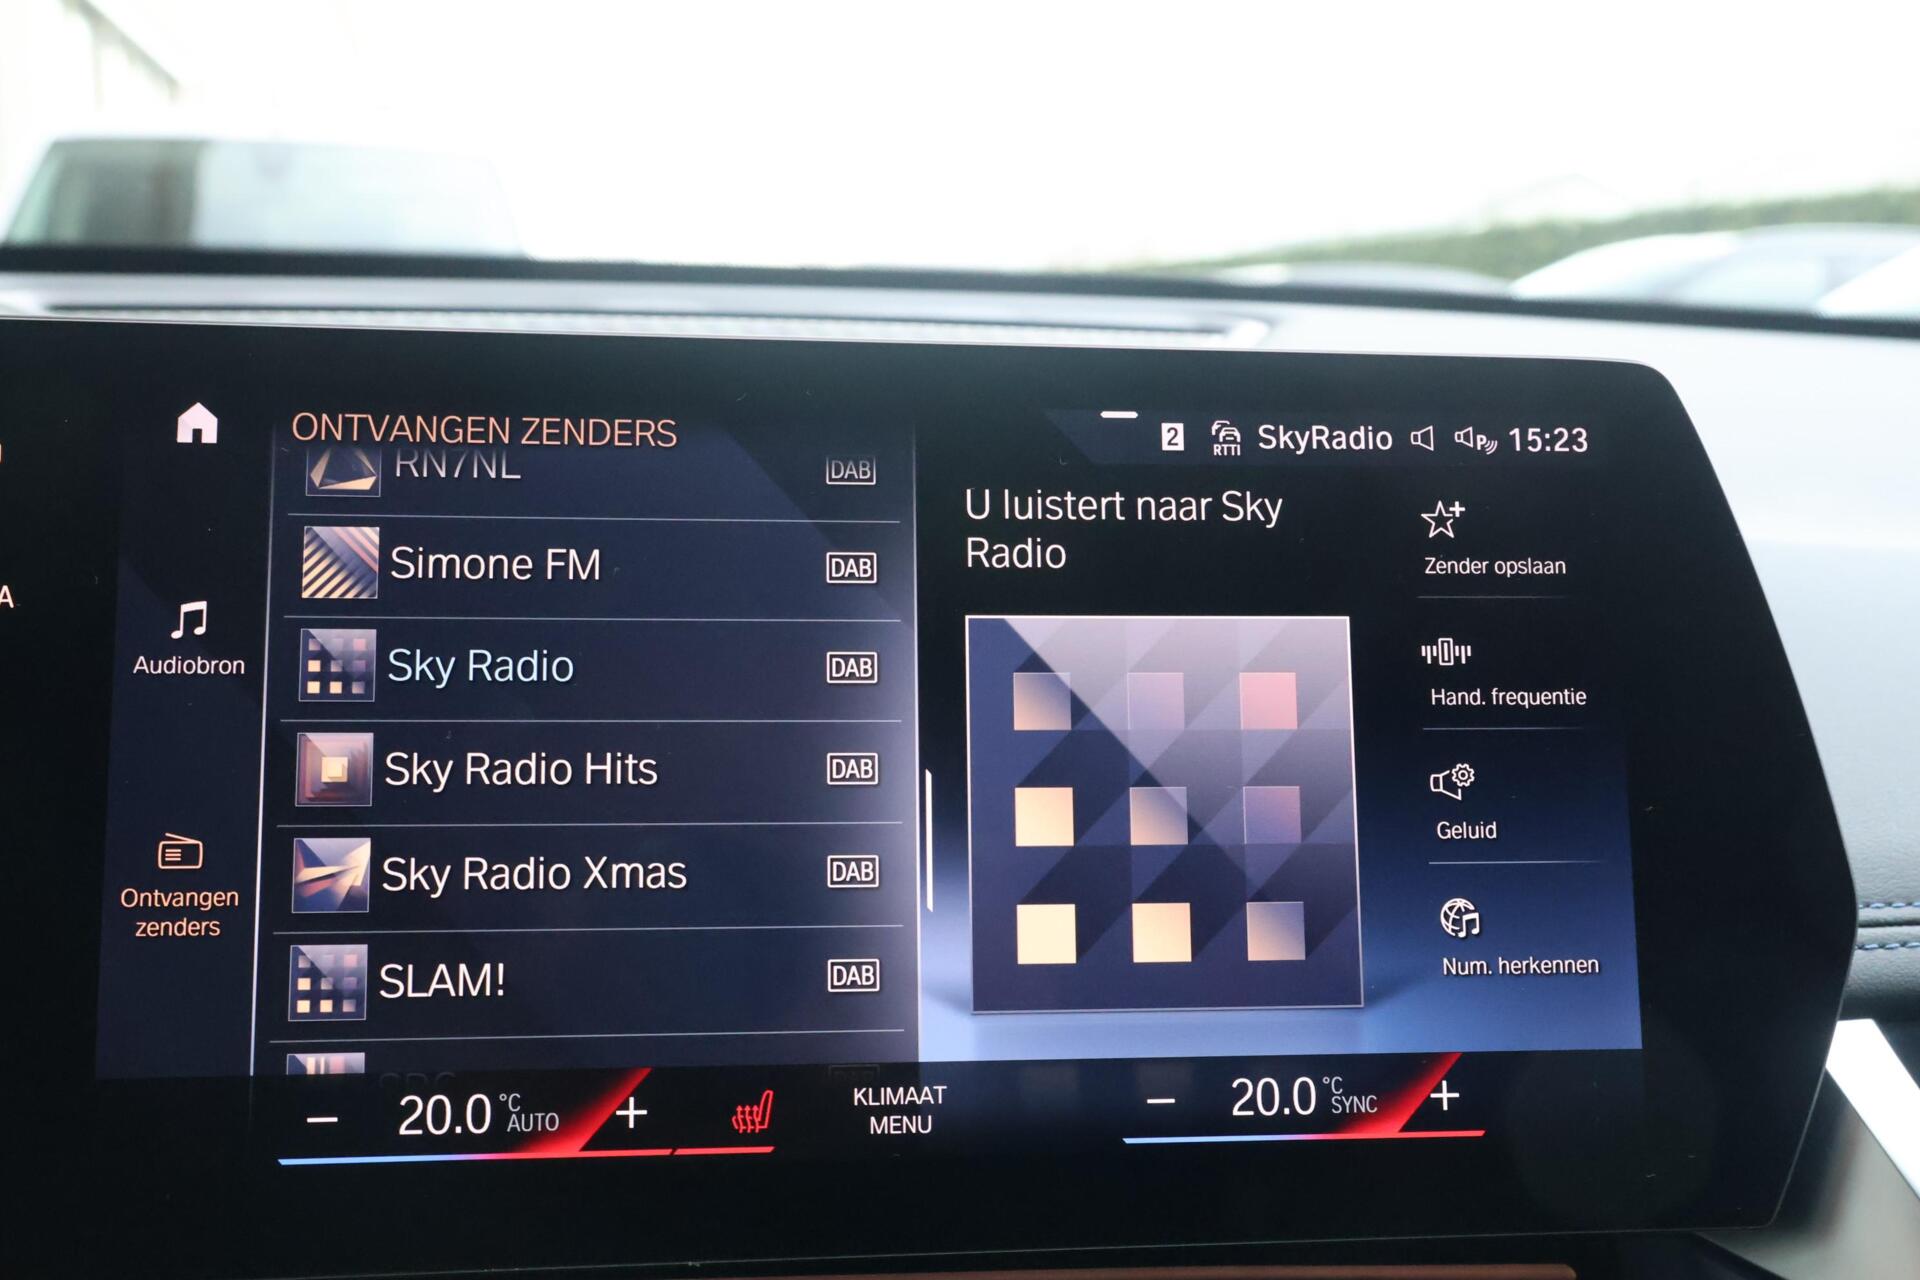 ONTVANGEN ZENDERS
2 RTTI SkyRadio P 15:23
RN7NL DAB
Simone FM DAB
Sky Radio DAB
Sky Radio Hits DAB
Sky Radio Xmas DAB
SLAM! DAB
A
Audiobron
Ontvangen
zenders
U luistert naar Sky
Radio
Zender opslaan
Hand. frequentie
Geluid
Num. herkennen
− 20.0 °C AUTO +
KLIMAAT
MENU
− 20.0 °C SYNC +